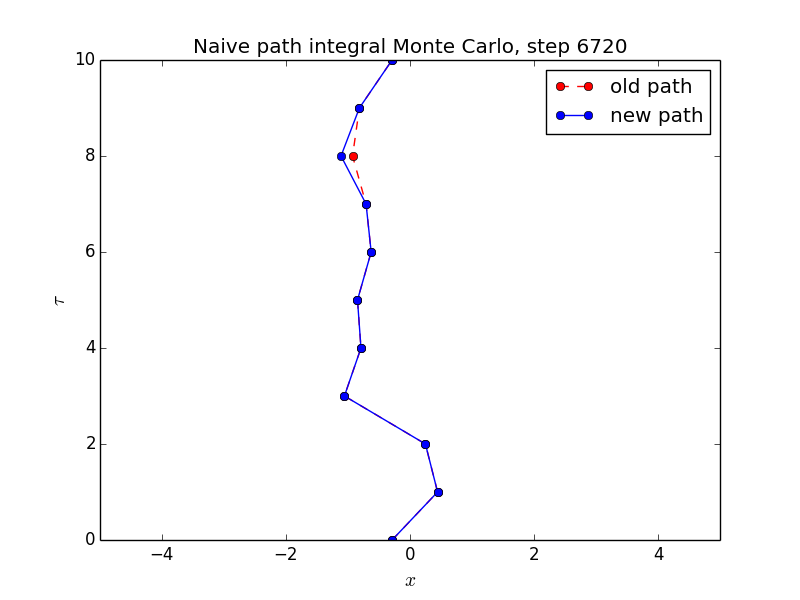 Naive path integral Monte Carlo, step 6720
10
8
6
4
2
0
τ
old path
new path
−4 −2 0 2 4
x